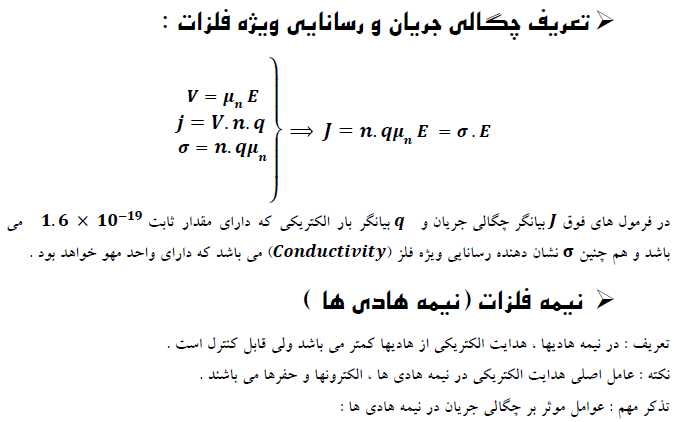 ➢ تعریف چگالی جریان و رسانایی ویژه فلزات :
V = μₙ E
j = V. n. q
σ = n. qμₙ
⟹ J = n. qμₙ E = σ . E
در فرمول های فوق J بیانگر چگالی جریان و q بیانگر بار الکتریکی که دارای مقدار ثابت 1.6 × 10⁻¹⁹ می
باشد و هم چنین σ نشان دهنده رسانایی ویژه فلز (Conductivity) می باشد که دارای واحد مهو خواهد بود .
➢ نیمه فلزات ( نیمه هادی ها )
تعریف : در نیمه هادیها ، هدایت الکتریکی از هادیها کمتر می باشد ولی قابل کنترل است .
نکته : عامل اصلی هدایت الکتریکی در نیمه هادی ها ، الکترونها و حفرها می باشند .
تذکر مهم : عوامل موثر بر چگالی جریان در نیمه هادی ها :